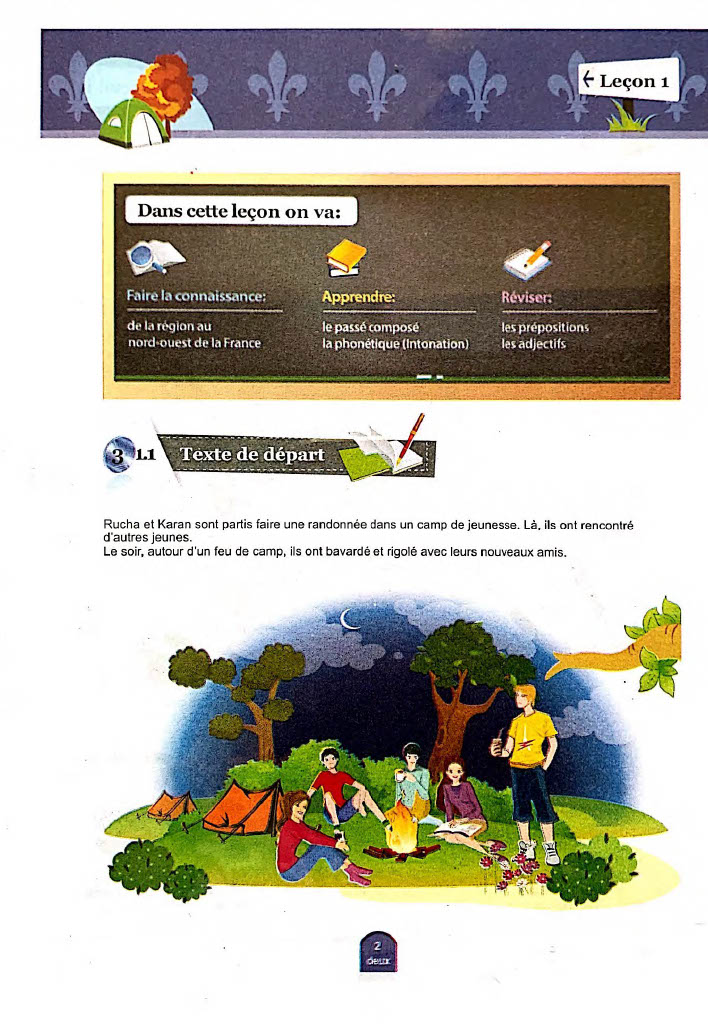 ← Leçon 1
Dans cette leçon on va:
Faire la connaissance:
de la région au
nord-ouest de la France
Apprendre:
le passé composé
la phonétique (Intonation)
Réviser:
les prépositions
les adjectifs
3 1.1 Texte de départ
Rucha et Karan sont partis faire une randonnée dans un camp de jeunesse. Là, ils ont rencontré
d'autres jeunes.
Le soir, autour d'un feu de camp, ils ont bavardé et rigolé avec leurs nouveaux amis.
2
deux